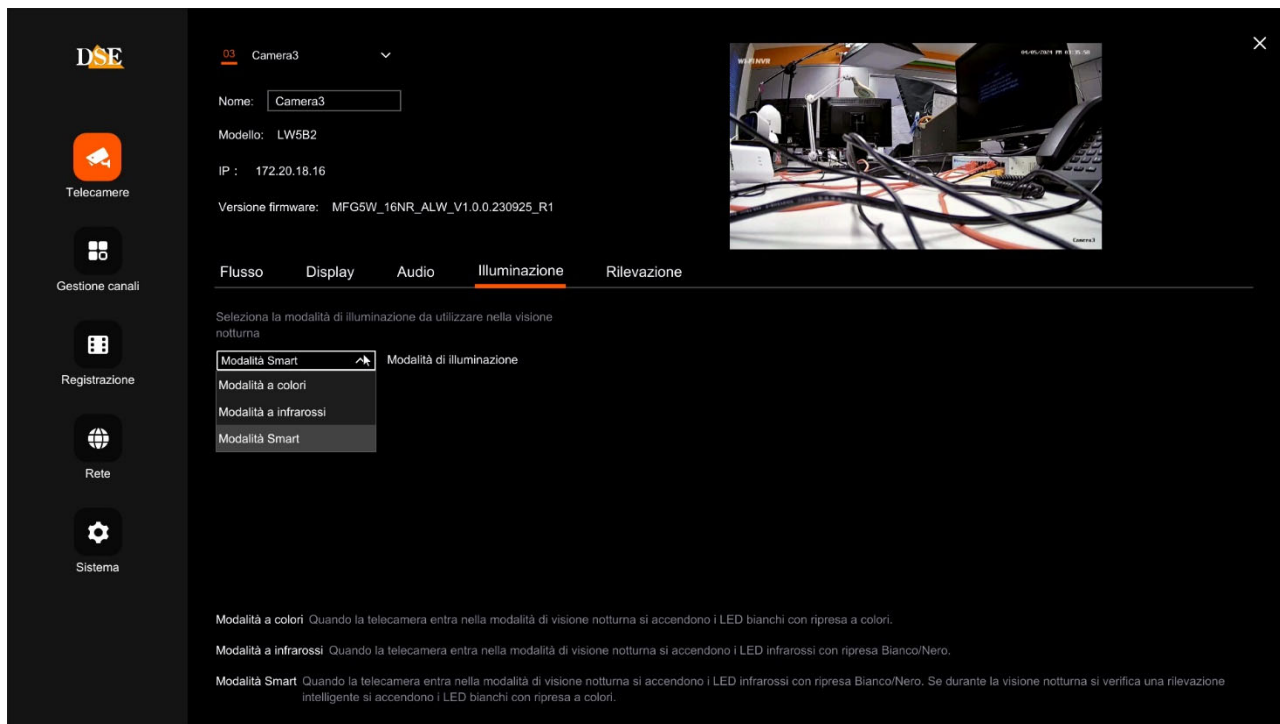 DSE
03 Camera3
Nome: Camera3
Modello: LW5B2
IP : 172.20.18.16
Versione firmware: MFG5W_16NR_ALW_V1.0.0.230925_R1
WI-FI NVR
Camera3
Telecamere
Gestione canali
Registrazione
Rete
Sistema
Flusso Display Audio Illuminazione Rilevazione
Seleziona la modalità di illuminazione da utilizzare nella visione
notturna
Modalità Smart Modalità di illuminazione
Modalità a colori
Modalità a infrarossi
Modalità Smart
Modalità a colori Quando la telecamera entra nella modalità di visione notturna si accendono i LED bianchi con ripresa a colori.
Modalità a infrarossi Quando la telecamera entra nella modalità di visione notturna si accendono i LED infrarossi con ripresa Bianco/Nero.
Modalità Smart Quando la telecamera entra nella modalità di visione notturna si accendono i LED infrarossi con ripresa Bianco/Nero. Se durante la visione notturna si verifica una rilevazione
intelligente si accendono i LED bianchi con ripresa a colori.